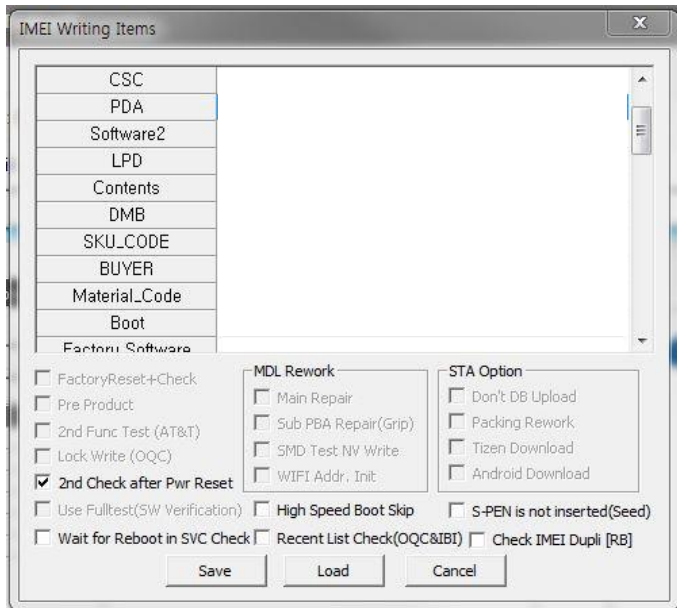 IMEI Writing Items
CSC
PDA
Software2
LPD
Contents
DMB
SKU_CODE
BUYER
Material_Code
Boot
Factory Software
FactoryReset+Check
Pre Product
2nd Func Test (AT&T)
Lock Write (OQC)
2nd Check after Pwr Reset
Use Fulltest(SW Verification)
Wait for Reboot in SVC Check
MDL Rework
Main Repair
Sub PBA Repair(Grip)
SMD Test NV Write
WIFI Addr. Init
High Speed Boot Skip
Recent List Check(OQC&IBI)
STA Option
Don't DB Upload
Packing Rework
Tizen Download
Android Download
S-PEN is not inserted(Seed)
Check IMEI Dupli [RB]
Save
Load
Cancel